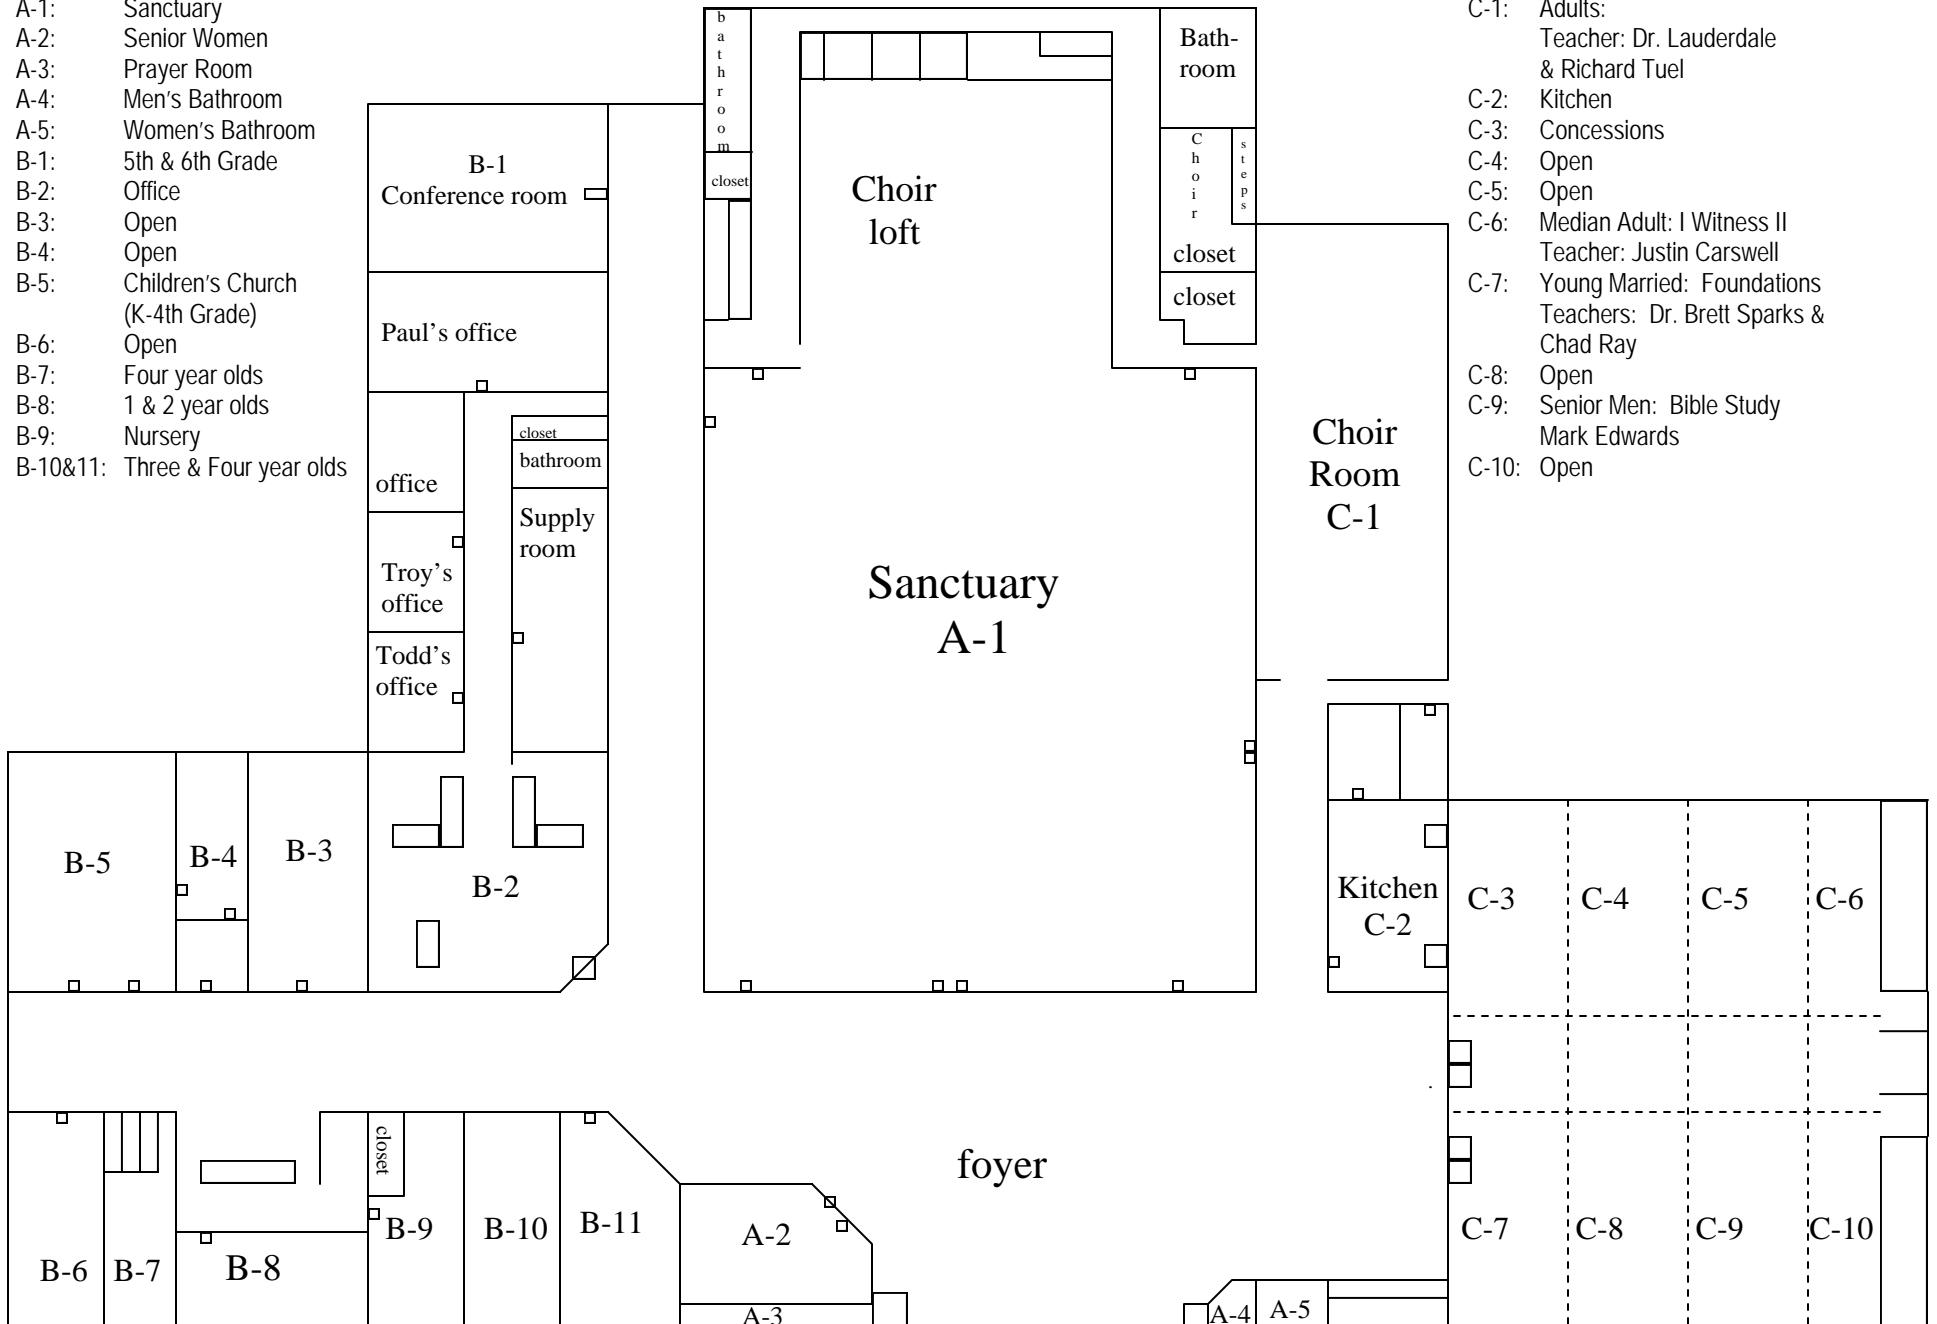 A-1: Sanctuary
A-2: Senior Women
A-3: Prayer Room
A-4: Men's Bathroom
A-5: Women's Bathroom
B-1: 5th & 6th Grade
B-2: Office
B-3: Open
B-4: Open
B-5: Children's Church
(K-4th Grade)
B-6: Open
B-7: Four year olds
B-8: 1 & 2 year olds
B-9: Nursery
B-10&11: Three & Four year olds
C-1: Adults:
Teacher: Dr. Lauderdale
& Richard Tuel
C-2: Kitchen
C-3: Concessions
C-4: Open
C-5: Open
C-6: Median Adult: I Witness II
Teacher: Justin Carswell
C-7: Young Married: Foundations
Teachers: Dr. Brett Sparks &
Chad Ray
C-8: Open
C-9: Senior Men: Bible Study
Mark Edwards
C-10: Open
bathroom
closet
Choir
loft
Bath-
room
Choir
steps
closet
closet
B-1
Conference room
Paul's office
closet
bathroom
office
Supply
room
Troy's
office
Todd's
office
Sanctuary
A-1
Choir
Room
C-1
B-5
B-4
B-3
B-2
Kitchen
C-2
C-3
C-4
C-5
C-6
closet
foyer
B-6
B-7
B-8
B-9
B-10
B-11
A-2
A-3
A-4
A-5
C-7
C-8
C-9
C-10